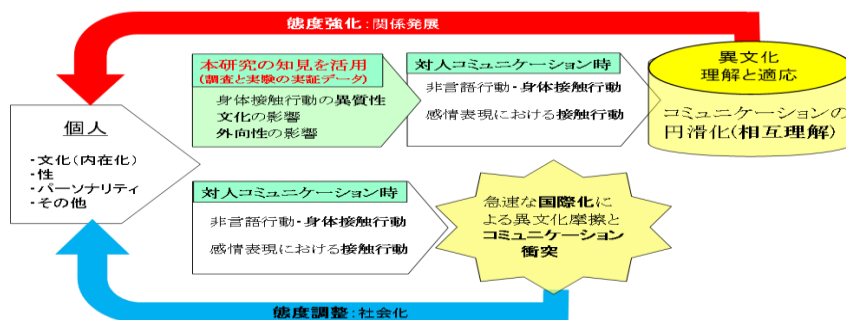 態度強化:関係発展
本研究の知見を活用
(調査と実験の実証データ)
身体接触行動の異質性
文化の影響
外向性の影響
対人コミュニケーション時
非言語行動・身体接触行動
感情表現における接触行動
異文化
理解と適応
コミュニケーションの
円滑化(相互理解)
個人
・文化(内在化)
・性
・パーソナリティ
・その他
対人コミュニケーション時
非言語行動・身体接触行動
感情表現における接触行動
急速な国際化に
よる異文化摩擦と
コミュニケーション
衝突
態度調整:社会化